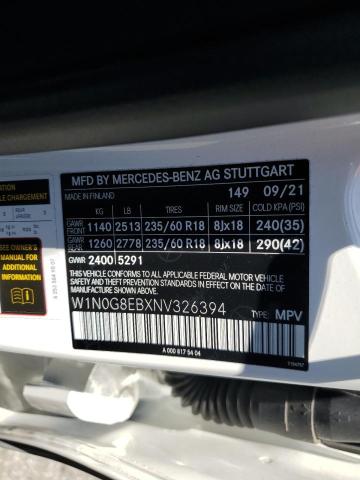 MFD BY MERCEDES-BENZ AG STUTTGART
MADE IN FINLAND 149 09/21
KG LB TIRES RIM SIZE COLD KPA(PSI)
GAWR FRONT 1140 2513 235/60 R18 8Jx18 240(35)
GAWR REAR 1260 2778 235/60 R18 8Jx18 290(42)
GVWR 2400 5291
THIS VEHICLE CONFORMS TO ALL APPLICABLE U.S. FEDERAL MOTOR VEHICLE
SAFETY STANDARDS IN EFFECT ON THE DATE OF MANUFACTURE SHOWN ABOVE.
W1N0G8EBXNV326394 TYPE: MPV
A 000 817 54 04
SEE OWNER'S
MANUAL FOR
ADDITIONAL
INFORMATION